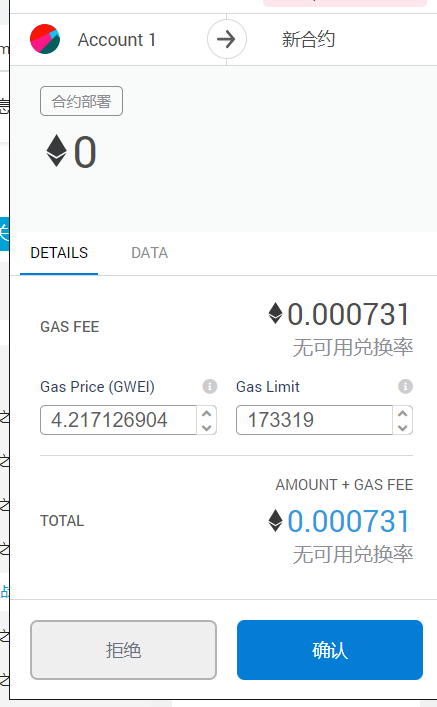 Account 1
新合约
合约部署
0
DETAILS
DATA
GAS FEE
0.000731
无可用兑换率
Gas Price (GWEI)
Gas Limit
4.217126904
173319
AMOUNT + GAS FEE
TOTAL
0.000731
无可用兑换率
拒绝
确认